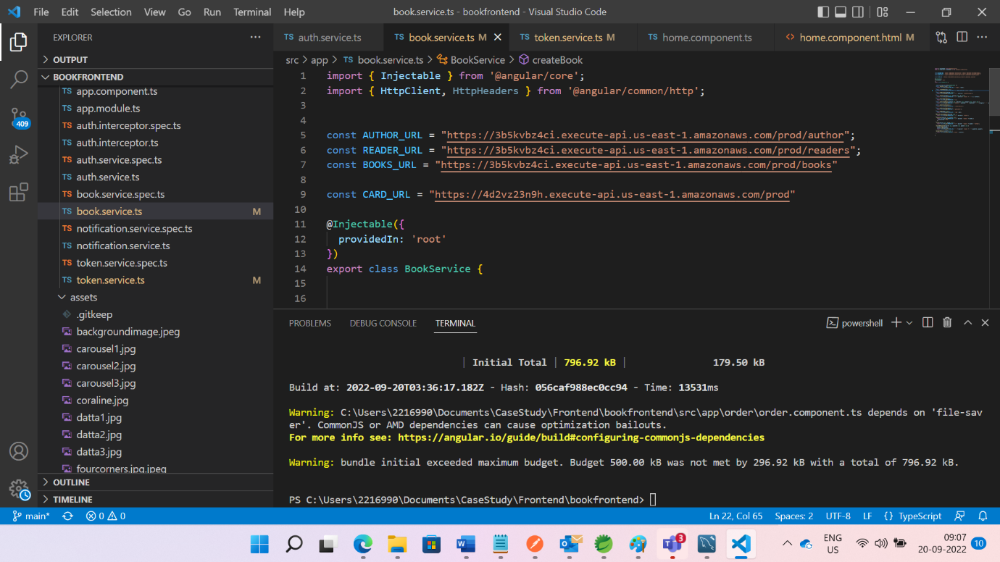 File Edit Selection View Go Run Terminal Help
book.service.ts - bookfrontend - Visual Studio Code
EXPLORER
OUTPUT
BOOKFRONTEND
TS app.component.ts
TS app.module.ts
TS auth.interceptor.spec.ts
TS auth.interceptor.ts
TS auth.service.spec.ts
TS auth.service.ts
TS book.service.spec.ts
TS book.service.ts M
TS notification.service.spec.ts
TS notification.service.ts
TS token.service.spec.ts
TS token.service.ts M
assets
.gitkeep
backgroundimage.jpeg
carousel1.jpg
carousel2.jpg
carousel3.jpg
coraline.jpg
datta1.jpg
datta2.jpg
datta3.jpg
fourcorners.jpg.jpeg
OUTLINE
TIMELINE
409
TS auth.service.ts TS book.service.ts M TS token.service.ts M TS home.component.ts <> home.component.html M
src > app > TS book.service.ts > BookService > createBook
1 import { Injectable } from '@angular/core';
2 import { HttpClient, HttpHeaders } from '@angular/common/http';
3
4
5 const AUTHOR_URL = "https://3b5kvbz4ci.execute-api.us-east-1.amazonaws.com/prod/author";
6 const READER_URL = "https://3b5kvbz4ci.execute-api.us-east-1.amazonaws.com/prod/readers";
7 const BOOKS_URL = "https://3b5kvbz4ci.execute-api.us-east-1.amazonaws.com/prod/books"
8
9 const CARD_URL = "https://4d2vz23n9h.execute-api.us-east-1.amazonaws.com/prod"
10
11 @Injectable({
12 providedIn: 'root'
13 })
14 export class BookService {
15
16
PROBLEMS DEBUG CONSOLE TERMINAL
powershell
| Initial Total | 796.92 kB | 179.50 kB
Build at: 2022-09-20T03:36:17.182Z - Hash: 056caf988ec0cc94 - Time: 13531ms
Warning: C:\Users\2216990\Documents\CaseStudy\Frontend\bookfrontend\src\app\order\order.component.ts depends on 'file-sav
er'. CommonJS or AMD dependencies can cause optimization bailouts.
For more info see: https://angular.io/guide/build#configuring-commonjs-dependencies
Warning: bundle initial exceeded maximum budget. Budget 500.00 kB was not met by 296.92 kB with a total of 796.92 kB.
PS C:\Users\2216990\Documents\CaseStudy\Frontend\bookfrontend>
main* 0 0 Ln 22, Col 65 Spaces: 2 UTF-8 LF {} TypeScript
3
ENG
US
09:07
20-09-2022
10